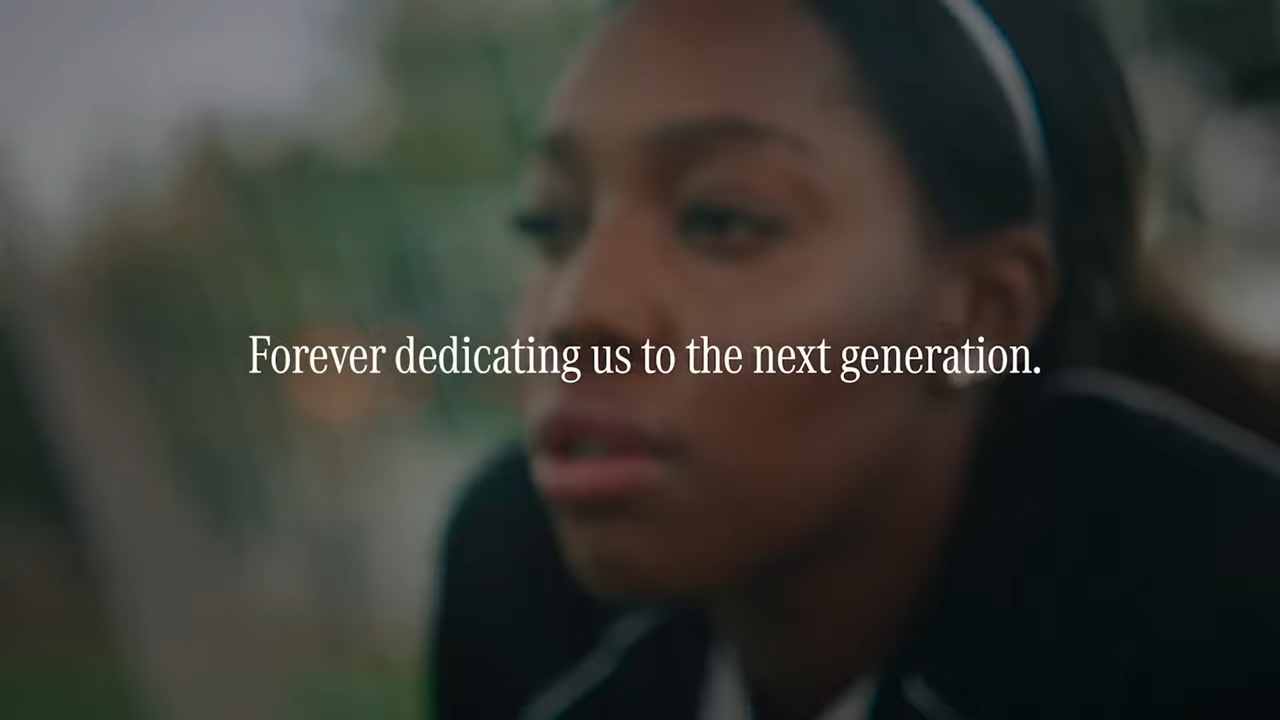 Forever dedicating us to the next generation.